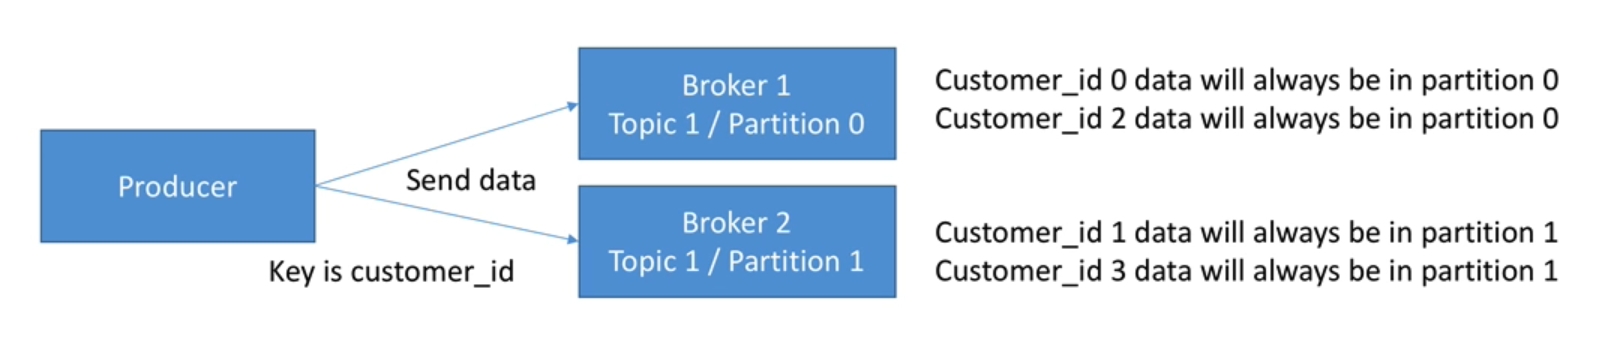 Producer
Send data
Key is customer_id
Broker 1
Topic 1 / Partition 0
Broker 2
Topic 1 / Partition 1
Customer_id 0 data will always be in partition 0
Customer_id 2 data will always be in partition 0
Customer_id 1 data will always be in partition 1
Customer_id 3 data will always be in partition 1